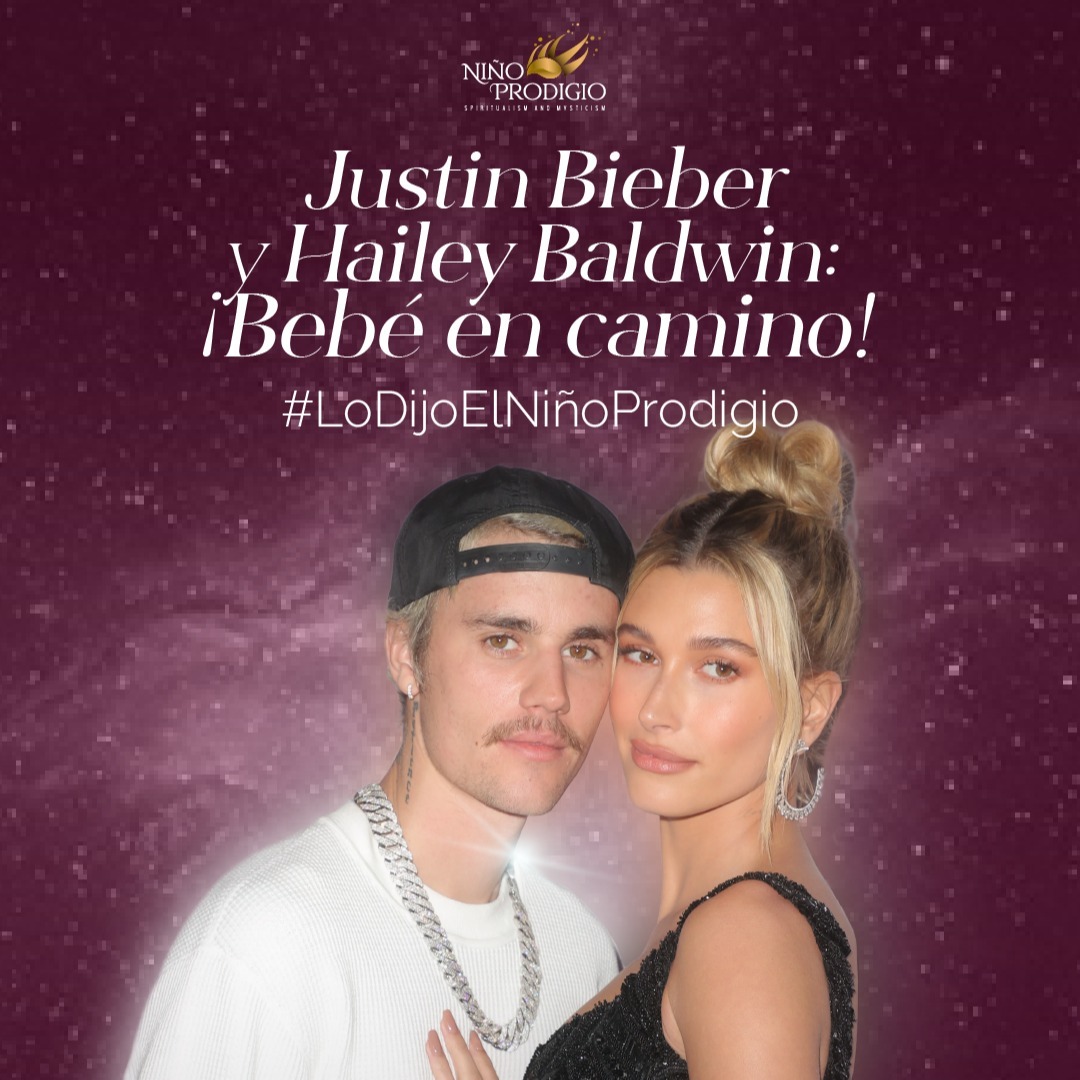 NIÑO
PRODIGIO
SPIRITUALISM AND MYSTICISM
Justin Bieber
y Hailey Baldwin:
¡Bebé en camino!
#LoDijoElNiñoProdigio